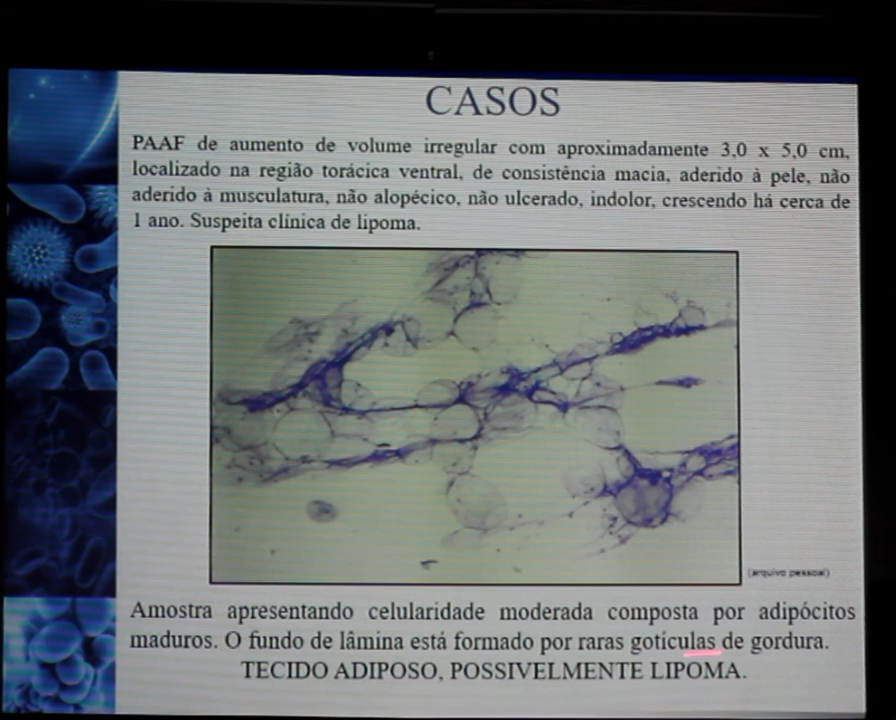 CASOS
PAAF de aumento de volume irregular com aproximadamente 3,0 x 5,0 cm,
localizado na região torácica ventral, de consistência macia, aderido à pele, não
aderido à musculatura, não alopécico, não ulcerado, indolor, crescendo há cerca de
1 ano. Suspeita clínica de lipoma.
(arquivo pessoal)
Amostra apresentando celularidade moderada composta por adipócitos
maduros. O fundo de lâmina está formado por raras gotículas de gordura.
TECIDO ADIPOSO, POSSIVELMENTE LIPOMA.